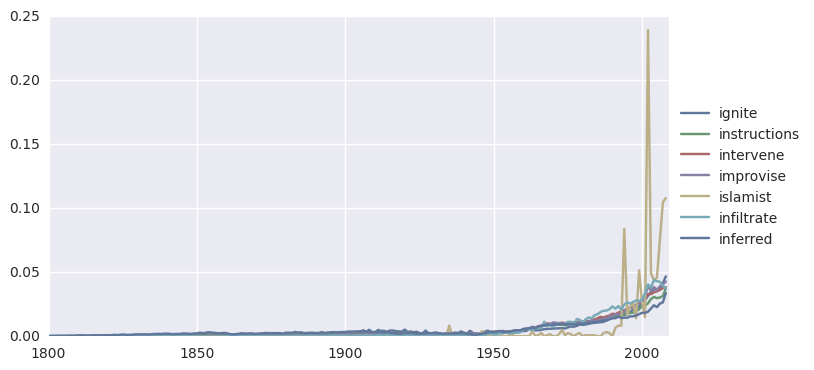 0.25
0.20
0.15
0.10
0.05
0.00
1800 1850 1900 1950 2000
ignite
instructions
intervene
improvise
islamist
infiltrate
inferred